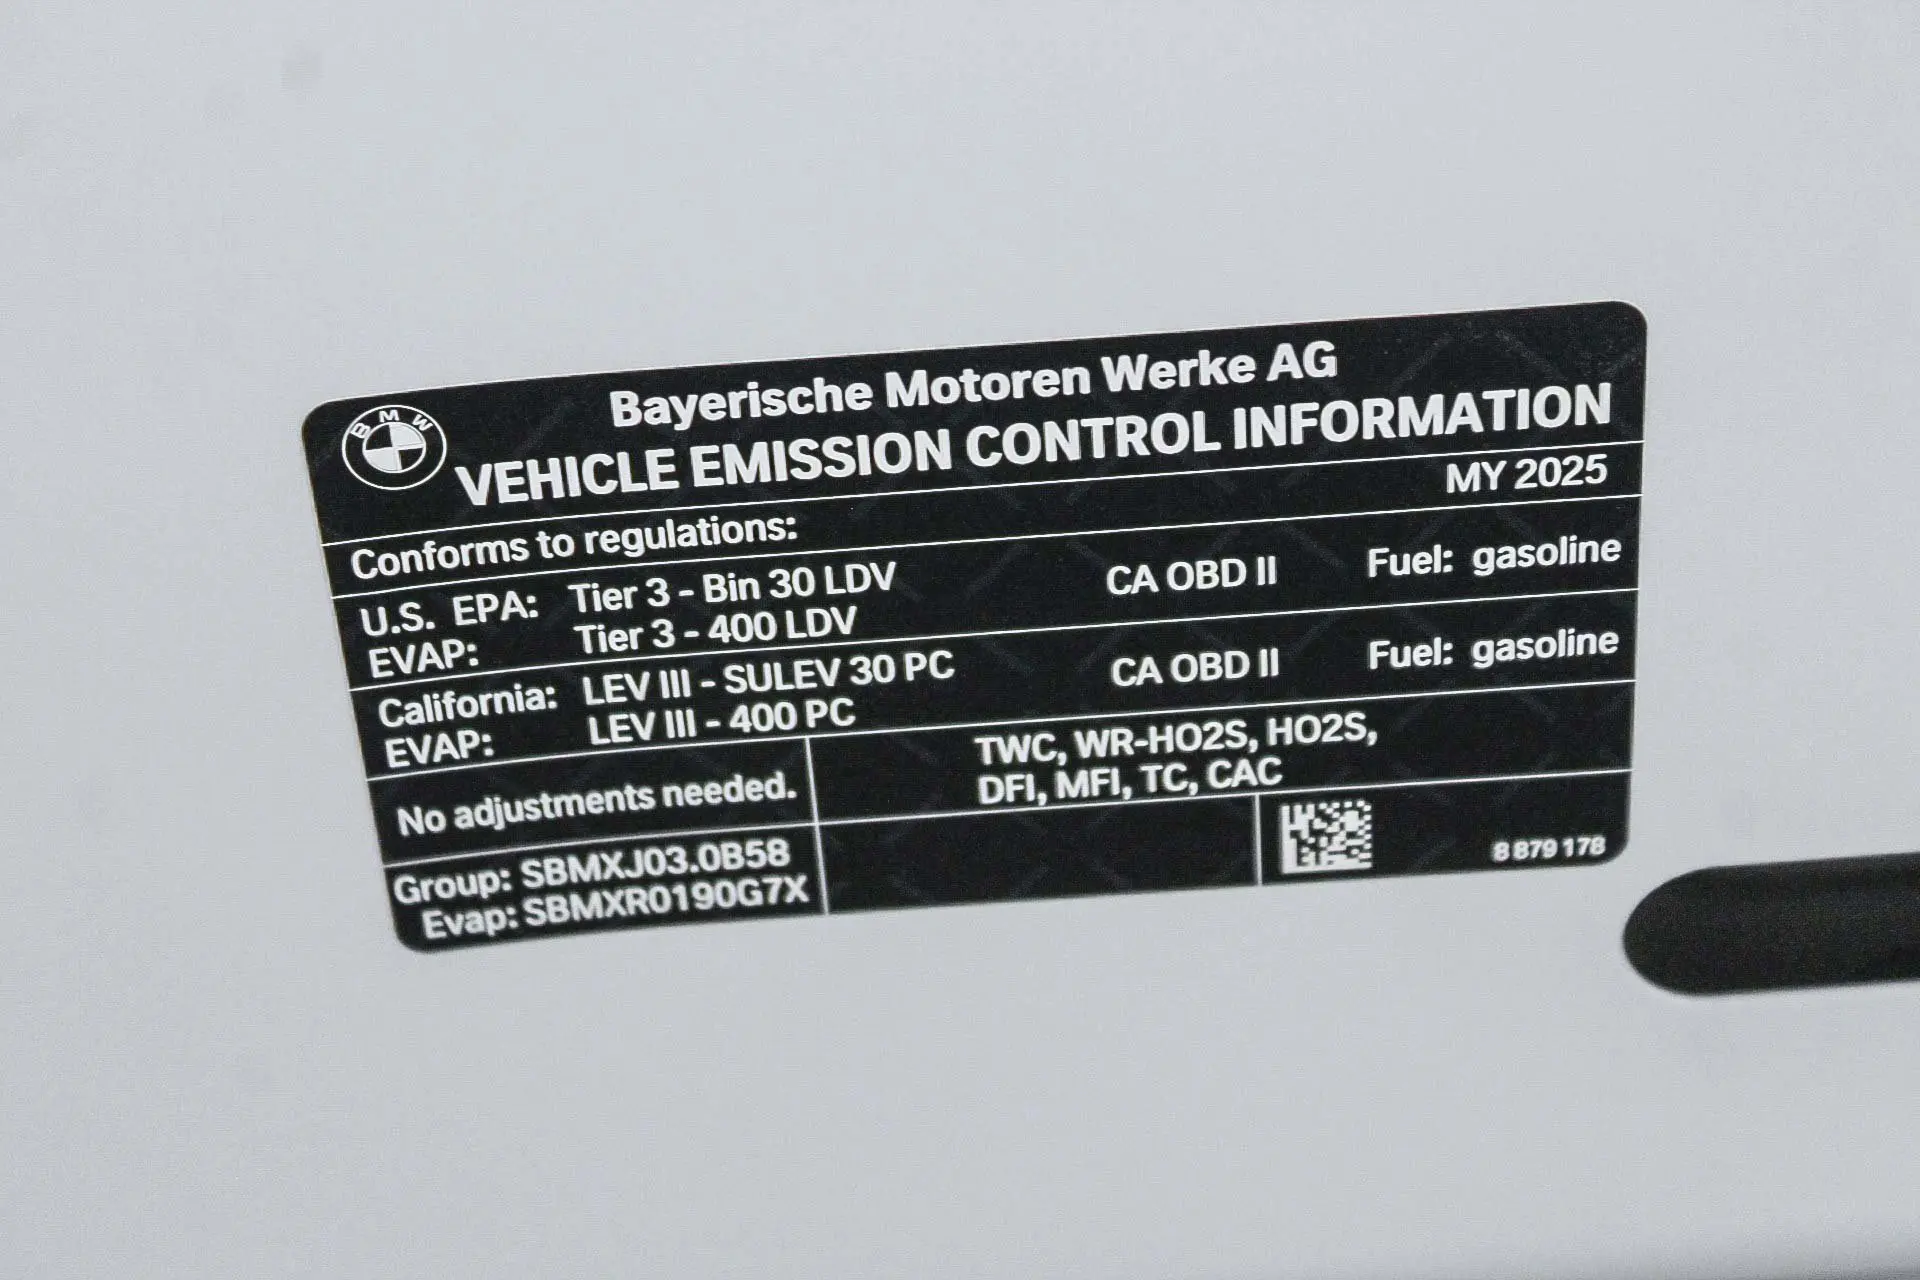 BMW
Bayerische Motoren Werke AG
VEHICLE EMISSION CONTROL INFORMATION
MY 2025
Conforms to regulations:
U.S. EPA: Tier 3 - Bin 30 LDV CA OBD II Fuel: gasoline
EVAP: Tier 3 - 400 LDV
California: LEV III - SULEV 30 PC CA OBD II Fuel: gasoline
EVAP: LEV III - 400 PC
No adjustments needed.
TWC, WR-HO2S, HO2S,
DFI, MFI, TC, CAC
Group: SBMXJ03.0B58
Evap: SBMXR0190G7X
8 879 178